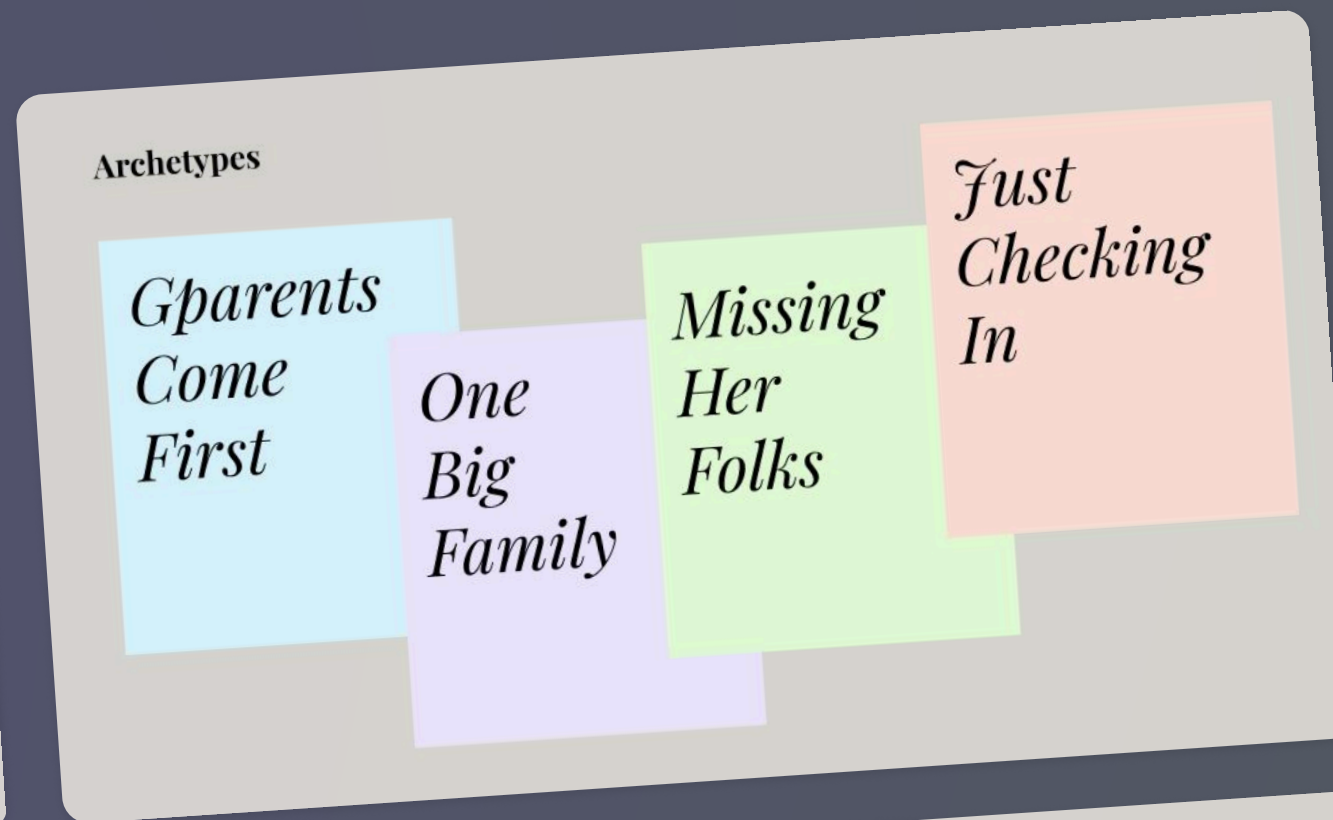 Archetypes
Gparents
Come
First
One
Big
Family
Missing
Her
Folks
Just
Checking
In